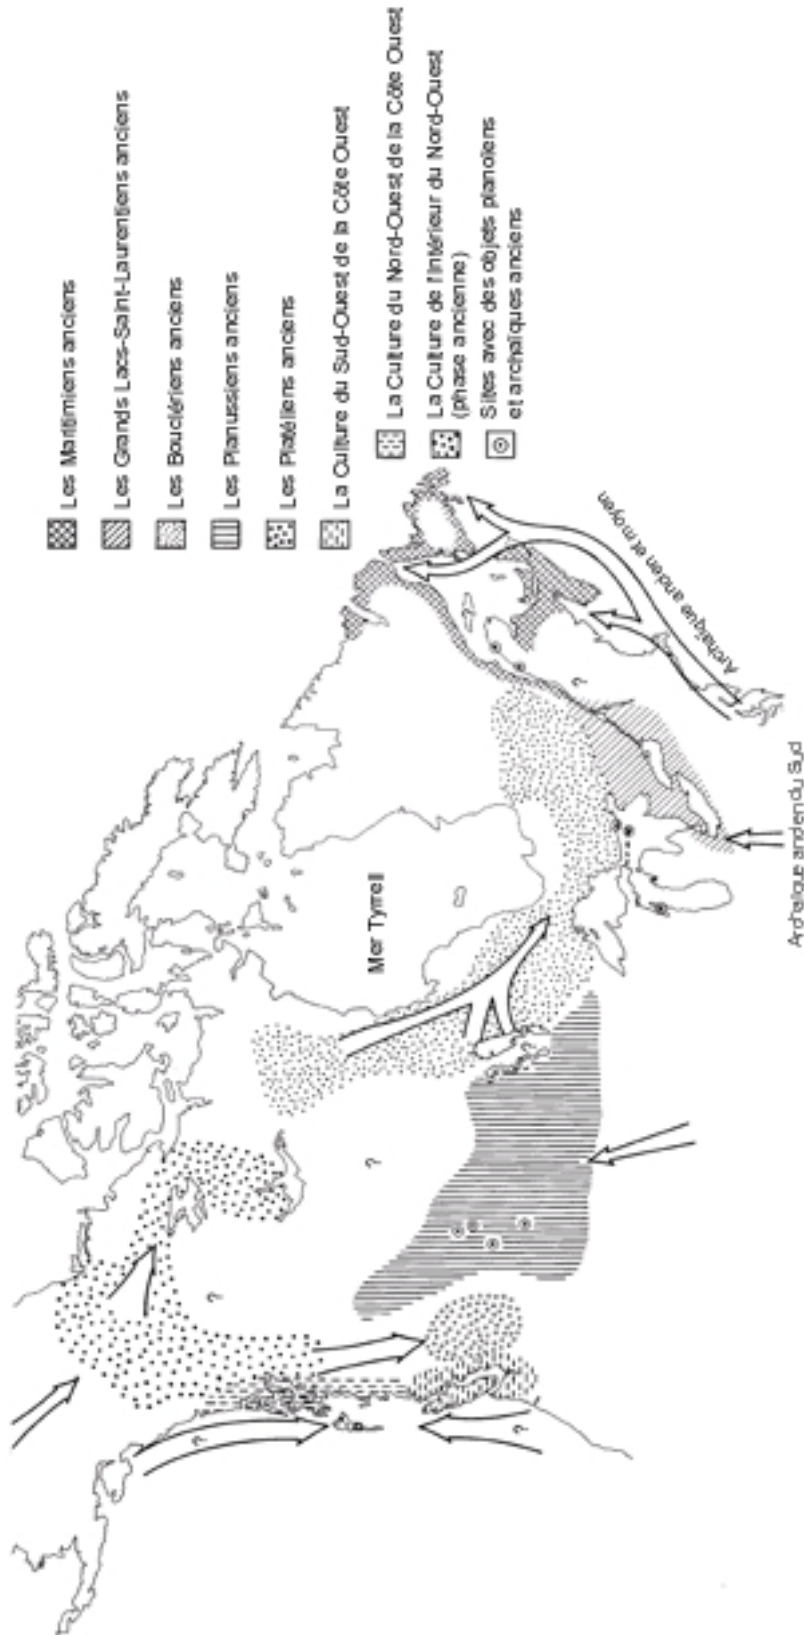 Les Maritimiens anciens
Les Grands Lacs-Saint-Laurentiens anciens
Les Bouclériens anciens
Les Planussiens anciens
Les Platéliens anciens
La Culture du Sud-Ouest de la Côte Ouest
La Culture du Nord-Ouest de la Côte Ouest
La Culture de l'Intérieur du Nord-Ouest
(phase ancienne)
Sites avec des objets planoiens
et archaïques anciens
Mer Tyrrell
Archaïque ancien et moyen
Archaïque ancien du Sud
?
?
?
?
?